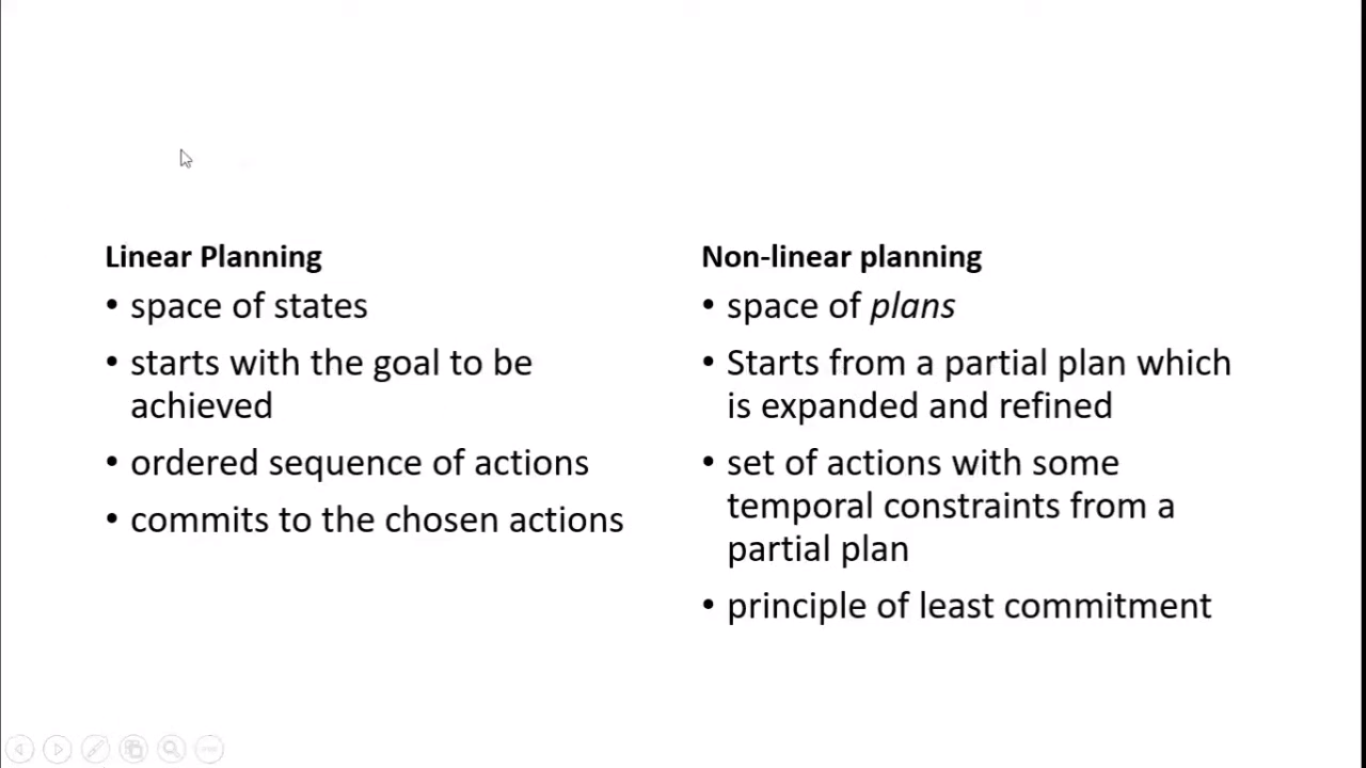 Linear Planning
• space of states
• starts with the goal to be
achieved
• ordered sequence of actions
• commits to the chosen actions
Non-linear planning
• space of plans
• Starts from a partial plan which
is expanded and refined
• set of actions with some
temporal constraints from a
partial plan
• principle of least commitment